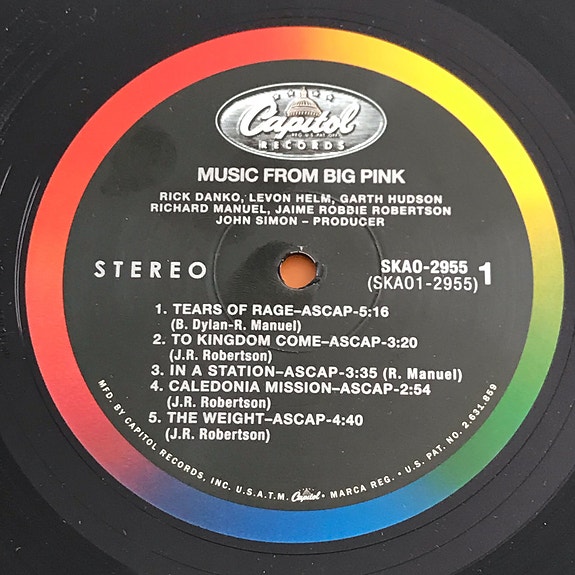 Capitol
REG. U.S. PAT. OFF.
RECORDS
MUSIC FROM BIG PINK
RICK DANKO, LEVON HELM, GARTH HUDSON
RICHARD MANUEL, JAIME ROBBIE ROBERTSON
JOHN SIMON – PRODUCER
STEREO
SKAO-2955
(SKAO1-2955) 1
1. TEARS OF RAGE–ASCAP-5:16
(B. Dylan-R. Manuel)
2. TO KINGDOM COME–ASCAP-3:20
(J.R. Robertson)
3. IN A STATION–ASCAP-3:35 (R. Manuel)
4. CALEDONIA MISSION–ASCAP-2:54
(J.R. Robertson)
5. THE WEIGHT–ASCAP-4:40
(J.R. Robertson)
MFD. BY CAPITOL RECORDS, INC. U.S.A.T.M. Capitol • MARCA REG. • U.S. PAT. NO. 2,631,859